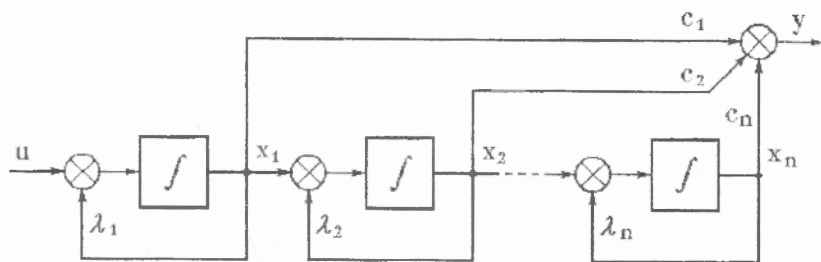 c₁ y
c₂
cₙ
u x₁ x₂ xₙ
∫ ∫ ∫
λ₁ λ₂ λₙ